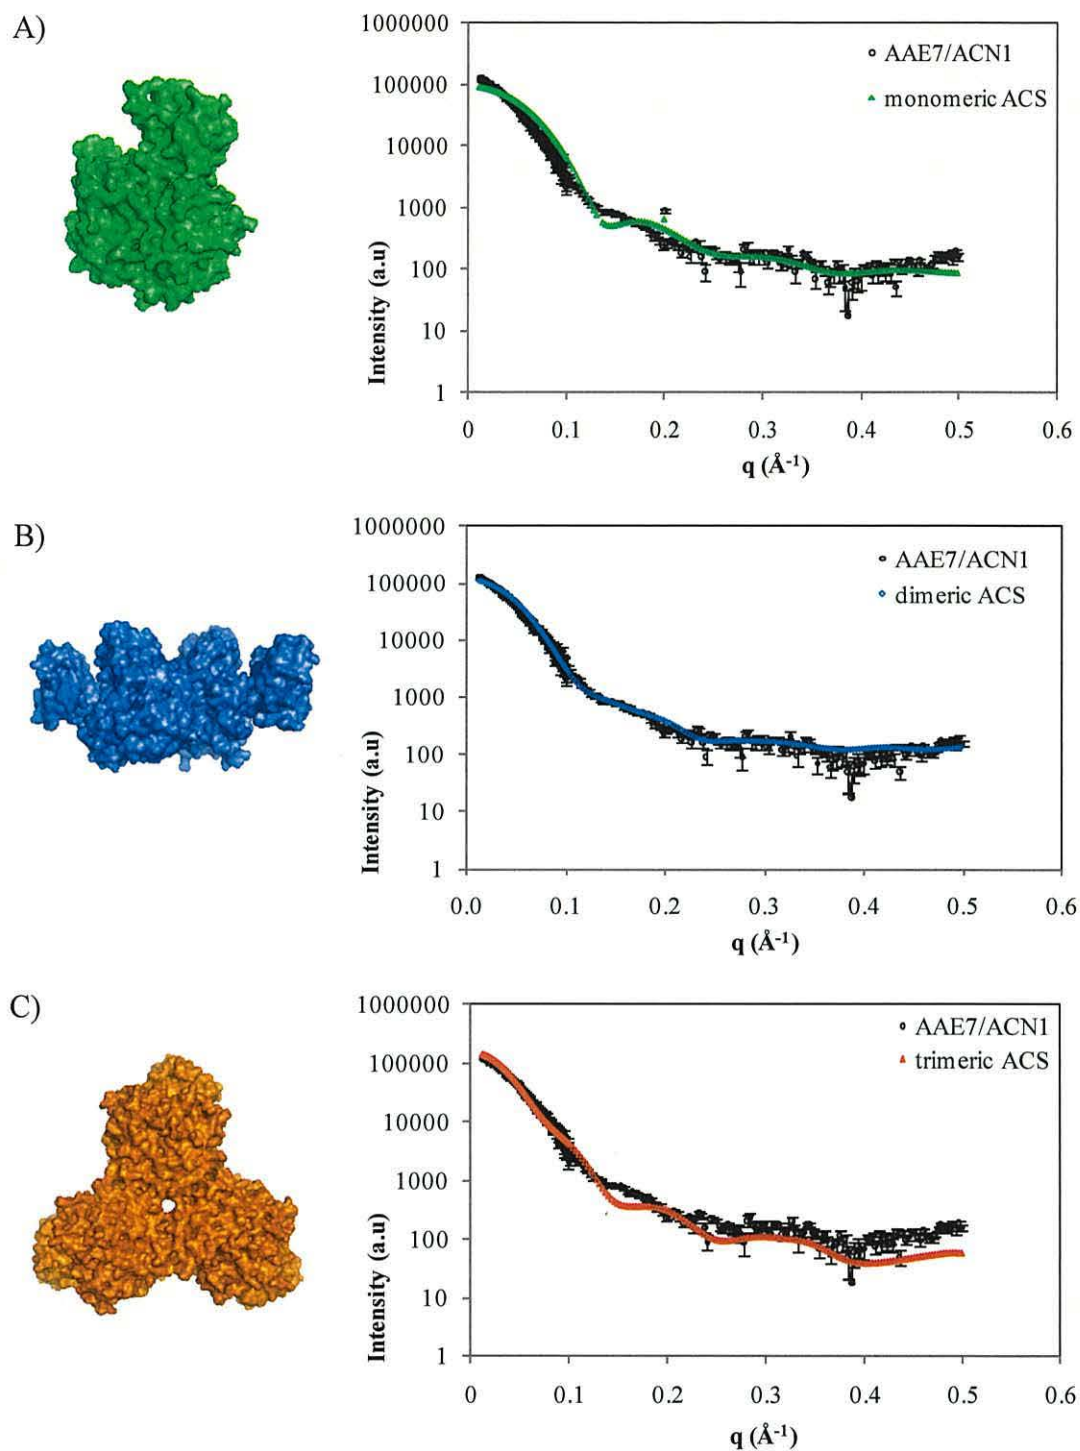 A)
1000000
100000
10000
1000
100
10
1
Intensity (a.u)
AAE7/ACN1
monomeric ACS
0 0.1 0.2 0.3 0.4 0.5 0.6
q (Å⁻¹)
B)
1000000
100000
10000
1000
100
10
1
Intensity (a.u)
AAE7/ACN1
dimeric ACS
0.0 0.1 0.2 0.3 0.4 0.5 0.6
q (Å⁻¹)
C)
1000000
100000
10000
1000
100
10
1
Intensity (a.u)
AAE7/ACN1
trimeric ACS
0 0.1 0.2 0.3 0.4 0.5 0.6
q (Å⁻¹)